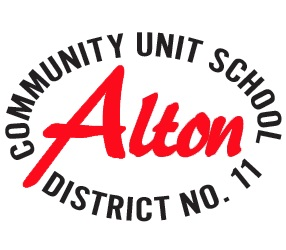 COMMUNITY UNIT SCHOOL
Alton
DISTRICT NO. 11